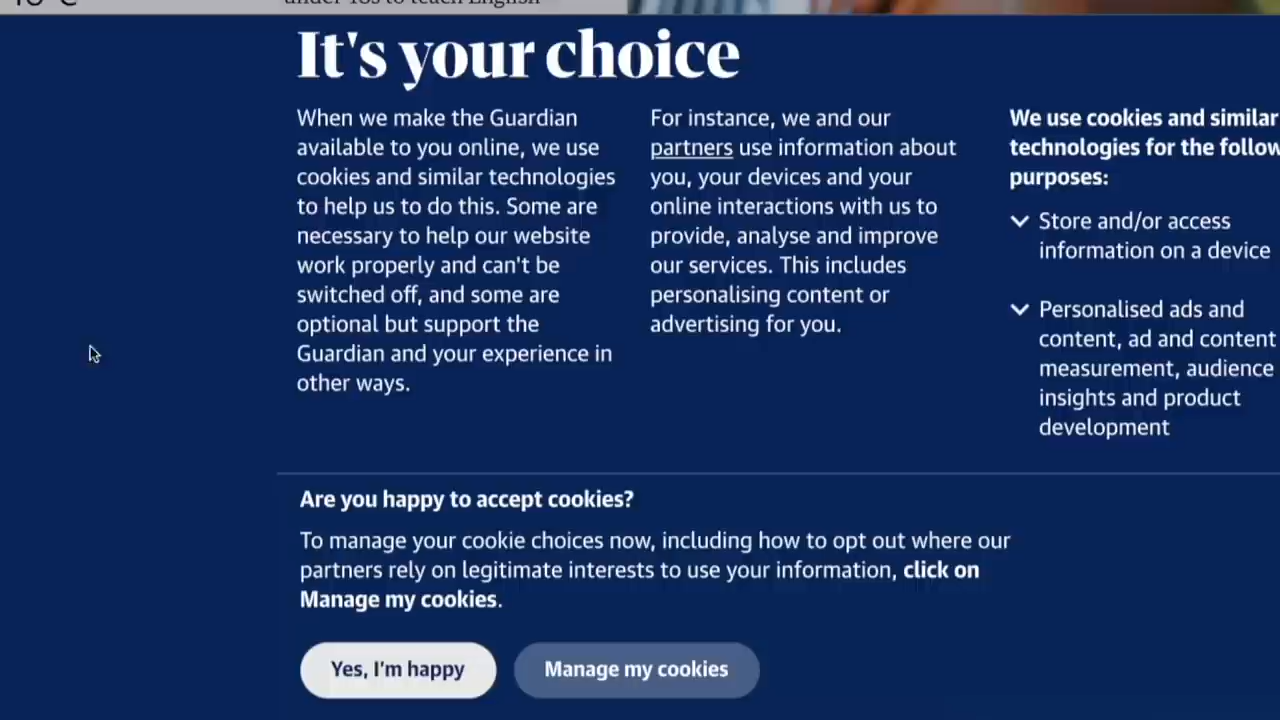 under 18s to teach English
It's your choice
When we make the Guardian
available to you online, we use
cookies and similar technologies
to help us to do this. Some are
necessary to help our website
work properly and can't be
switched off, and some are
optional but support the
Guardian and your experience in
other ways.
For instance, we and our
partners use information about
you, your devices and your
online interactions with us to
provide, analyse and improve
our services. This includes
personalising content or
advertising for you.
We use cookies and similar
technologies for the follow
purposes:
Store and/or access
information on a device
Personalised ads and
content, ad and content
measurement, audience
insights and product
development
Are you happy to accept cookies?
To manage your cookie choices now, including how to opt out where our
partners rely on legitimate interests to use your information, click on
Manage my cookies.
Yes, I'm happy
Manage my cookies